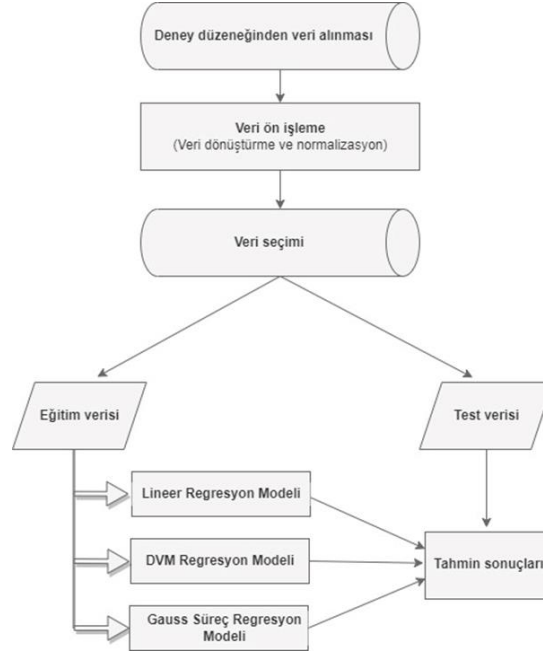 Deney düzeneğinden veri alınması
Veri ön işleme
(Veri dönüştürme ve normalizasyon)
Veri seçimi
Eğitim verisi
Test verisi
Lineer Regresyon Modeli
DVM Regresyon Modeli
Tahmin sonuçları
Gauss Süreç Regresyon
Modeli